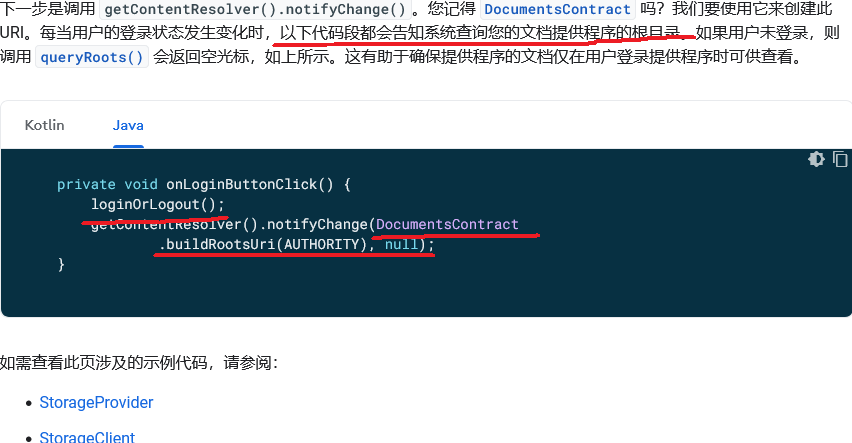 下一步是调用 getContentResolver().notifyChange()。您记得 DocumentsContract 吗？我们要使用它来创建此
URI。每当用户的登录状态发生变化时，以下代码段都会告知系统查询您的文档提供程序的根目录。如果用户未登录，则
调用 queryRoots() 会返回空光标，如上所示。这有助于确保提供程序的文档仅在用户登录提供程序时可供查看。
Kotlin Java
private void onLoginButtonClick() {
loginOrLogout();
getContentResolver().notifyChange(DocumentsContract
.buildRootsUri(AUTHORITY), null);
}
如需查看此页涉及的示例代码，请参阅：
StorageProvider
StorageClient